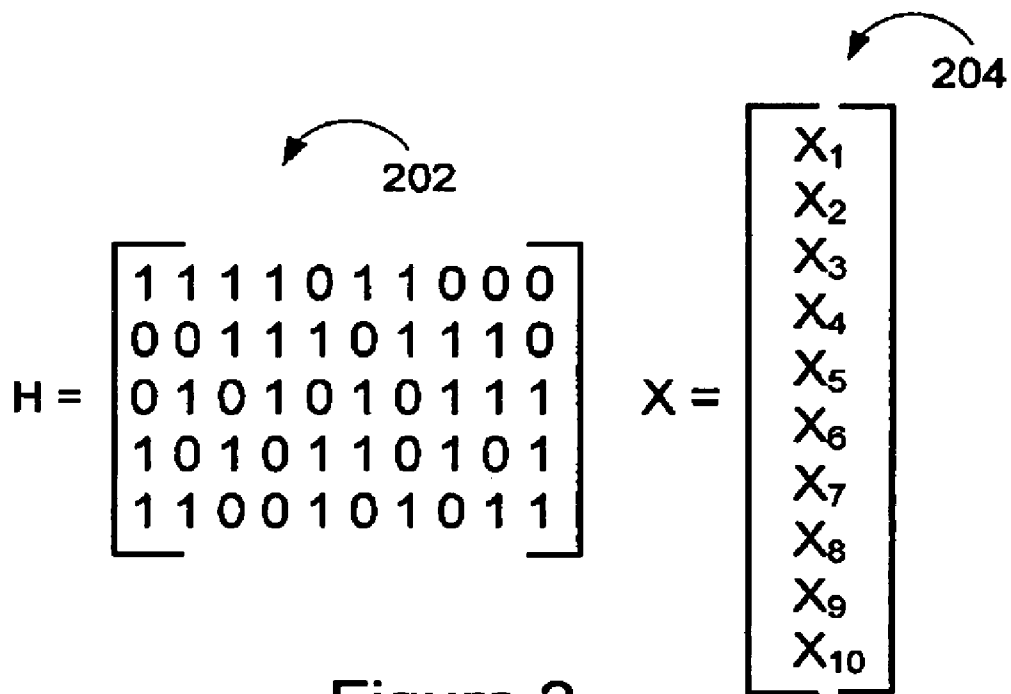 204
202
H =
1 1 1 1 0 1 1 0 0 0
0 0 1 1 1 0 1 1 1 0
0 1 0 1 0 1 0 1 1 1
1 0 1 0 1 1 0 1 0 1
1 1 0 0 1 0 1 0 1 1
X =
X₁
X₂
X₃
X₄
X₅
X₆
X₇
X₈
X₉
X₁₀
Figure 2